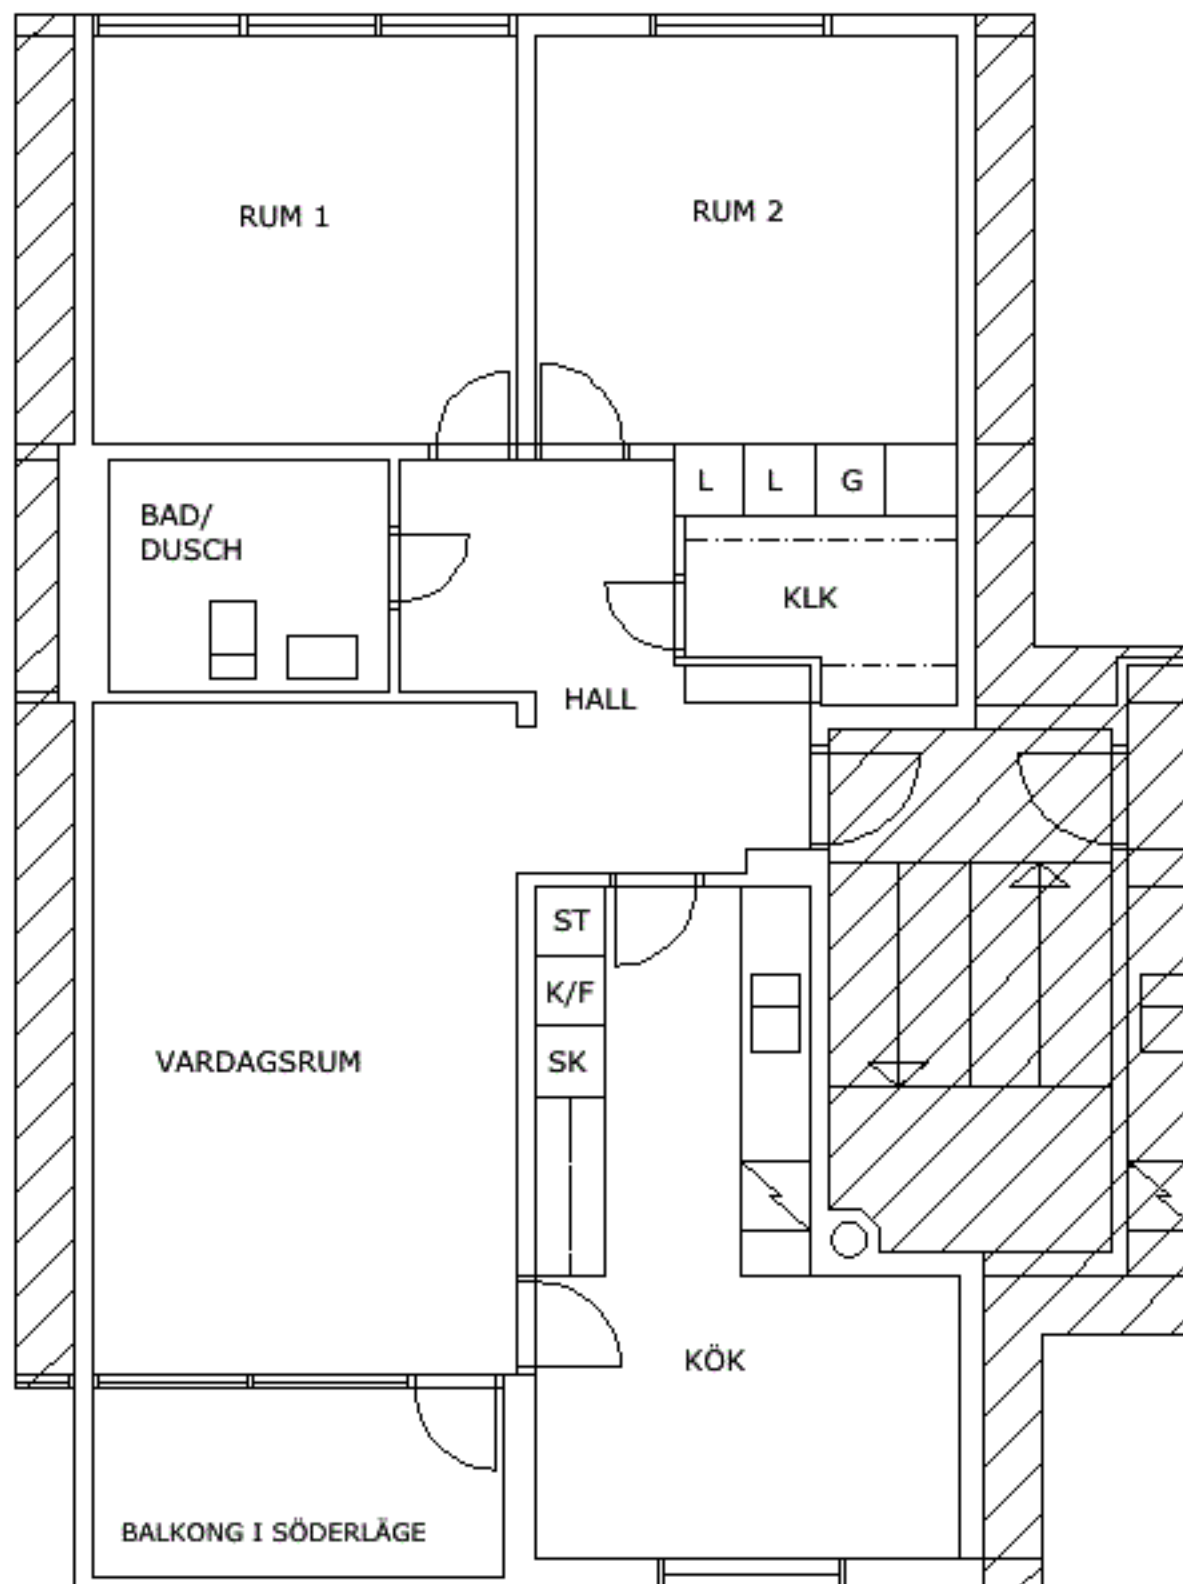 RUM 1
RUM 2
L
L
G
BAD/
DUSCH
KLK
HALL
ST
K/F
SK
VARDAGSRUM
KÖK
BALKONG I SÖDERLÄGE